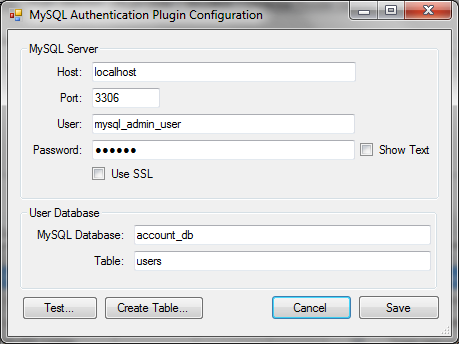 MySQL Authentication Plugin Configuration
MySQL Server
Host: localhost
Port: 3306
User: mysql_admin_user
Password: ●●●●●● Show Text
Use SSL
User Database
MySQL Database: account_db
Table: users
Test... Create Table... Cancel Save